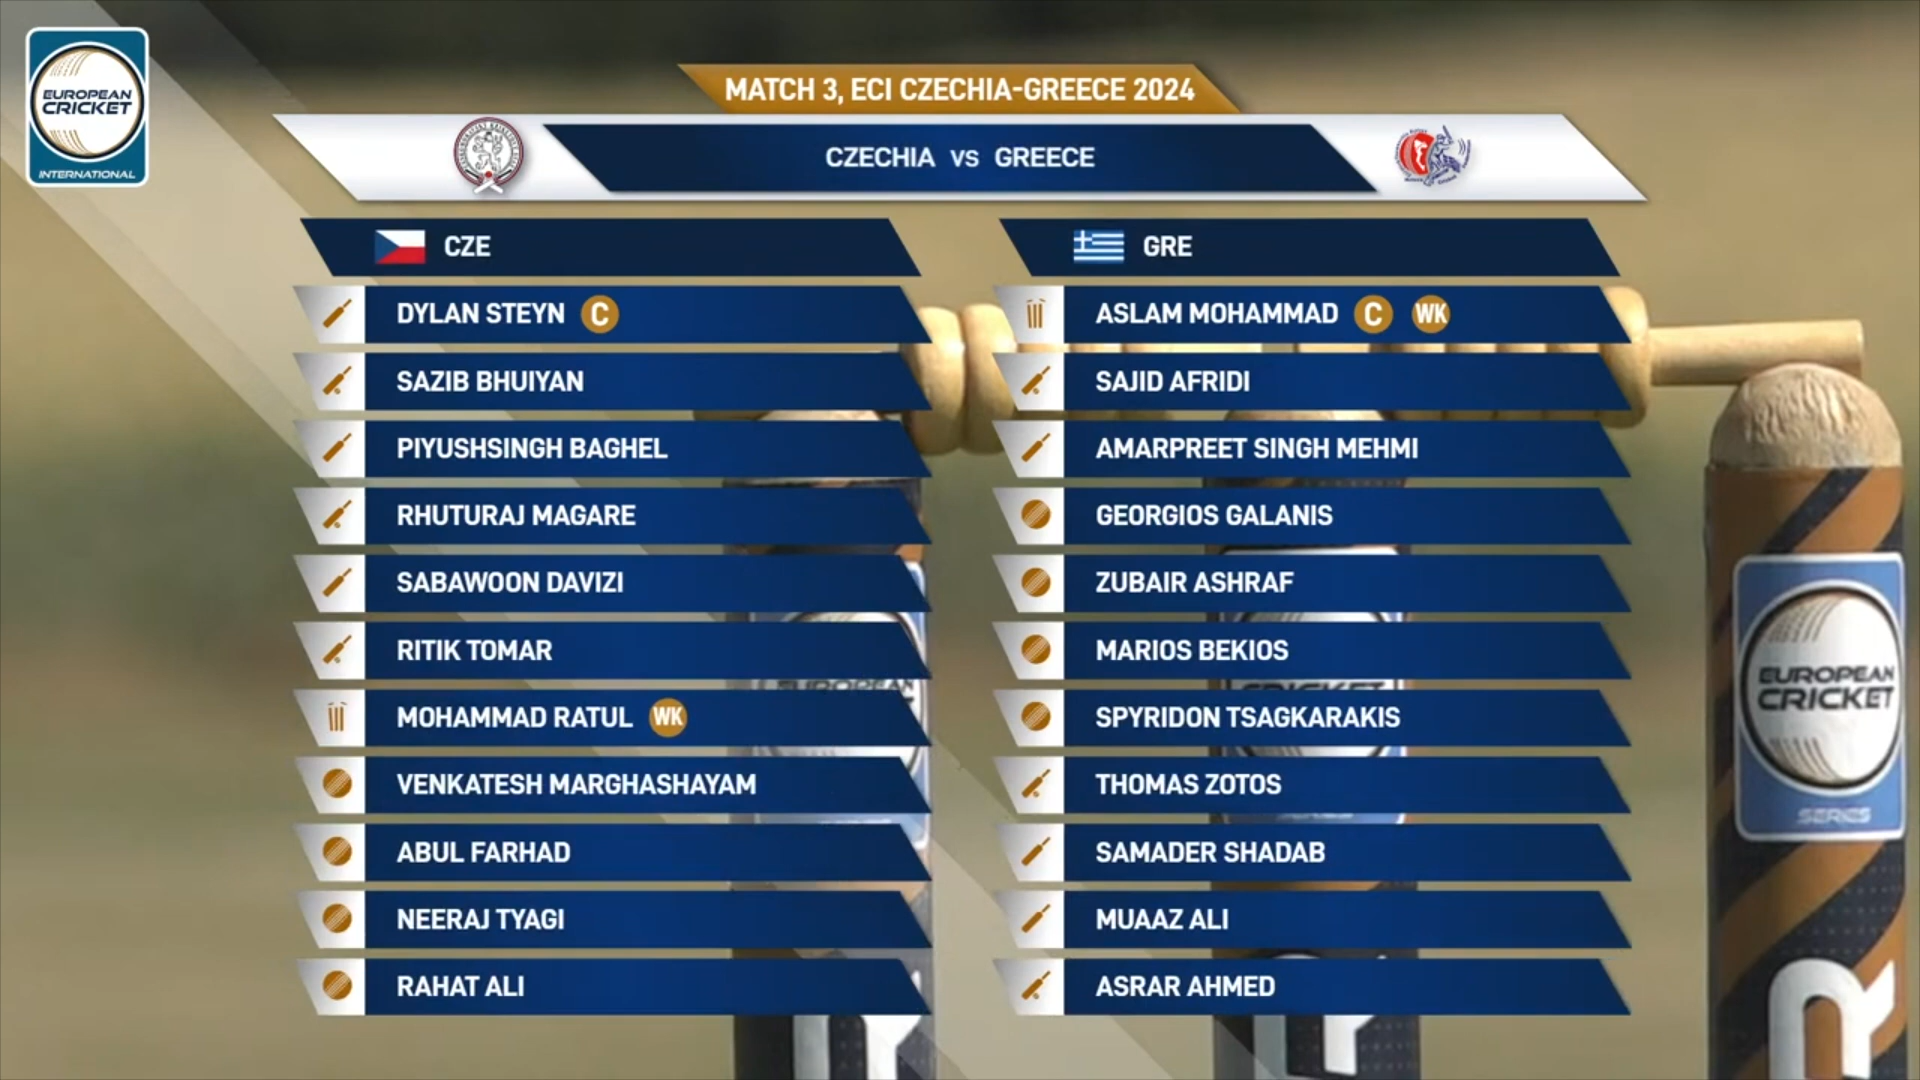 EUROPEAN
CRICKET
INTERNATIONAL
MATCH 3, ECI CZECHIA-GREECE 2024
CZECHIA VS GREECE
CZE
DYLAN STEYN C
SAZIB BHUIYAN
PIYUSHSINGH BAGHEL
RHUTURAJ MAGARE
SABAWOON DAVIZI
RITIK TOMAR
MOHAMMAD RATUL WK
VENKATESH MARGHASHAYAM
ABUL FARHAD
NEERAJ TYAGI
RAHAT ALI
GRE
ASLAM MOHAMMAD C WK
SAJID AFRIDI
AMARPREET SINGH MEHMI
GEORGIOS GALANIS
ZUBAIR ASHRAF
MARIOS BEKIOS
SPYRIDON TSAGKARAKIS
THOMAS ZOTOS
SAMADER SHADAB
MUAAZ ALI
ASRAR AHMED
EUROPEAN
CRICKET
SERIES
R